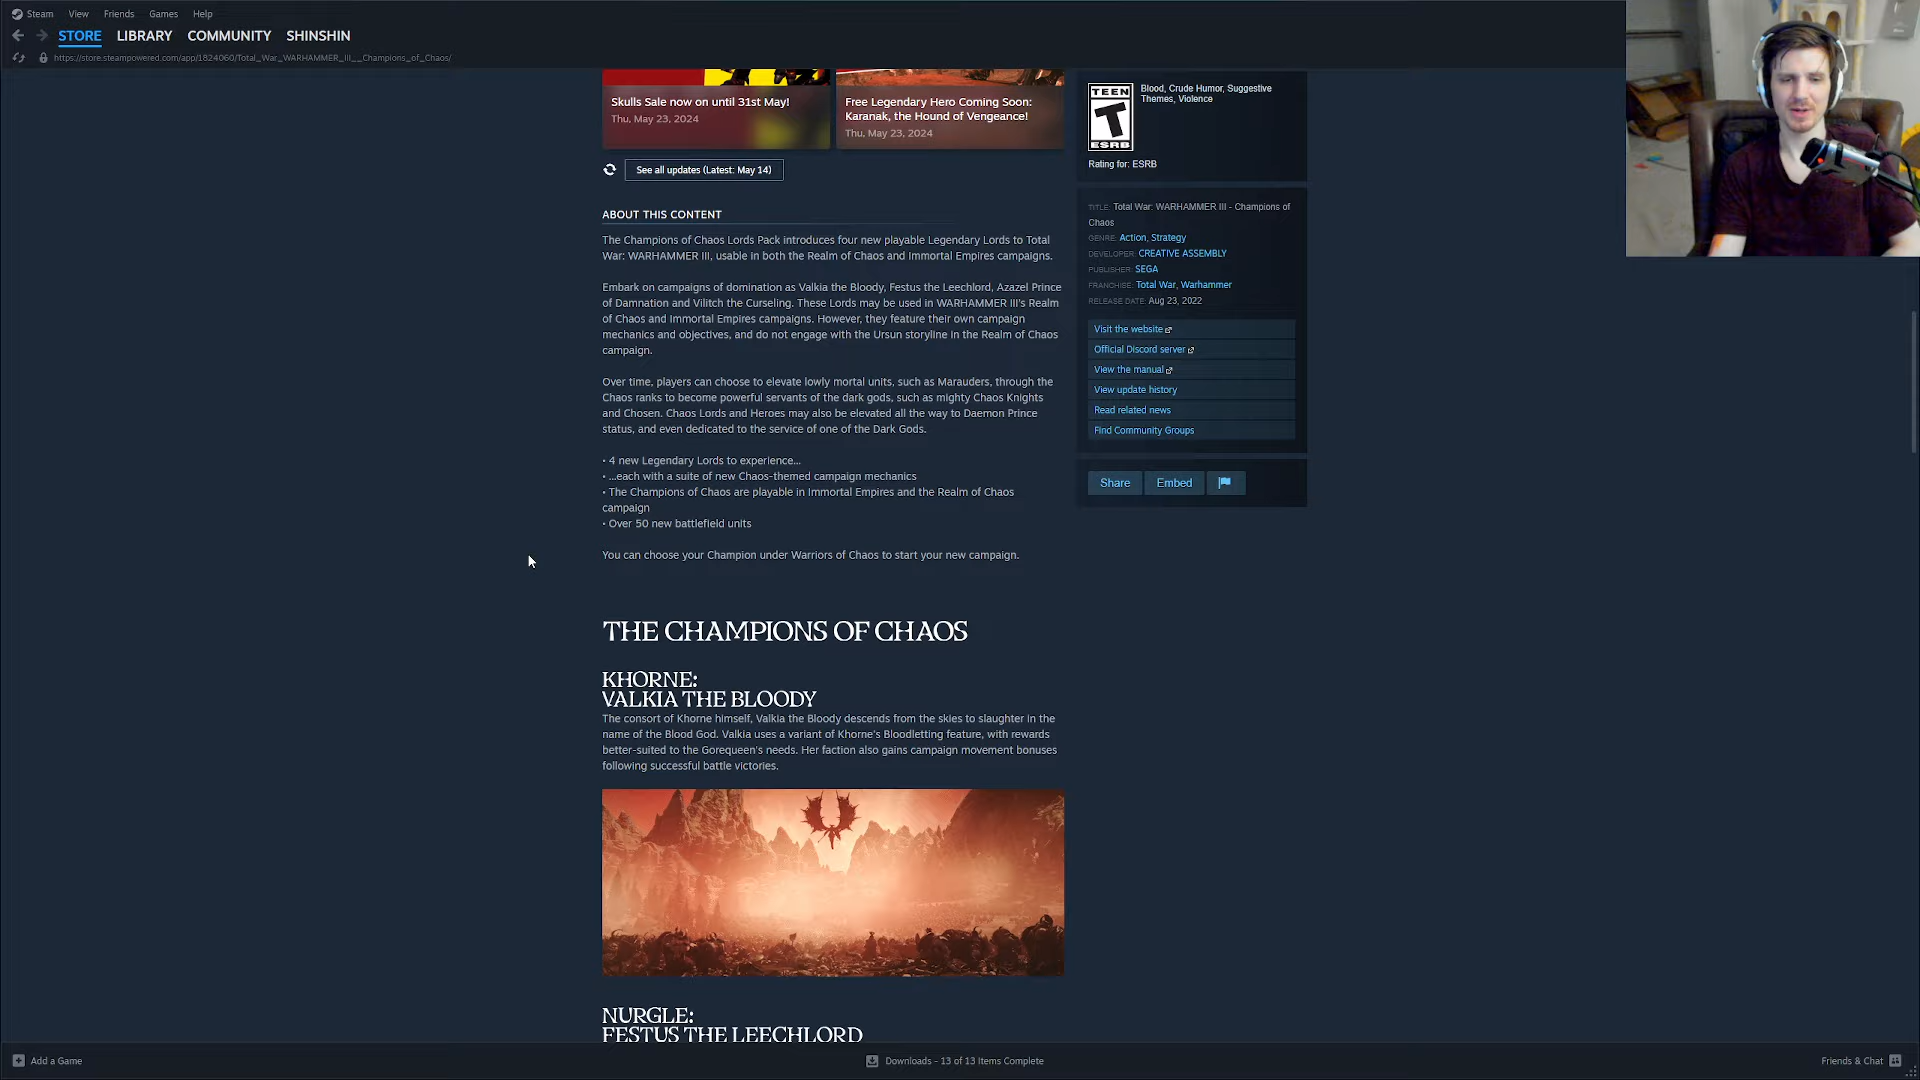 Steam View Friends Games Help
STORE LIBRARY COMMUNITY SHINSHIN
https://store.steampowered.com/app/1824060/Total_War_WARHAMMER_III__Champions_of_Chaos/
Skulls Sale now on until 31st May!
Thu, May 23, 2024
Free Legendary Hero Coming Soon:
Karanak, the Hound of Vengeance!
Thu, May 23, 2024
See all updates (Latest: May 14)
TEEN
T
ESRB
Blood, Crude Humor, Suggestive
Themes, Violence
Rating for: ESRB
ABOUT THIS CONTENT
The Champions of Chaos Lords Pack introduces four new playable Legendary Lords to Total
War: WARHAMMER III, usable in both the Realm of Chaos and Immortal Empires campaigns.
Embark on campaigns of domination as Valkia the Bloody, Festus the Leechlord, Azazel Prince
of Damnation and Vilitch the Curseling. These Lords may be used in WARHAMMER III's Realm
of Chaos and Immortal Empires campaigns. However, they feature their own campaign
mechanics and objectives, and do not engage with the Ursun storyline in the Realm of Chaos
campaign.
Over time, players can choose to elevate lowly mortal units, such as Marauders, through the
Chaos ranks to become powerful servants of the dark gods, such as mighty Chaos Knights
and Chosen. Chaos Lords and Heroes may also be elevated all the way to Daemon Prince
status, and even dedicated to the service of one of the Dark Gods.
• 4 new Legendary Lords to experience...
• ...each with a suite of new Chaos-themed campaign mechanics
• The Champions of Chaos are playable in Immortal Empires and the Realm of Chaos
campaign
• Over 50 new battlefield units
You can choose your Champion under Warriors of Chaos to start your new campaign.
TITLE: Total War: WARHAMMER III - Champions of
Chaos
GENRE: Action, Strategy
DEVELOPER: CREATIVE ASSEMBLY
PUBLISHER: SEGA
FRANCHISE: Total War, Warhammer
RELEASE DATE: Aug 23, 2022
Visit the website
Official Discord server
View the manual
View update history
Read related news
Find Community Groups
Share Embed
THE CHAMPIONS OF CHAOS
KHORNE:
VALKIA THE BLOODY
The consort of Khorne himself, Valkia the Bloody descends from the skies to slaughter in the
name of the Blood God. Valkia uses a variant of Khorne's Bloodletting feature, with rewards
better-suited to the Gorequeen's needs. Her faction also gains campaign movement bonuses
following successful battle victories.
NURGLE:
FESTUS THE LEECHLORD
Add a Game
Downloads - 13 of 13 Items Complete
Friends & Chat